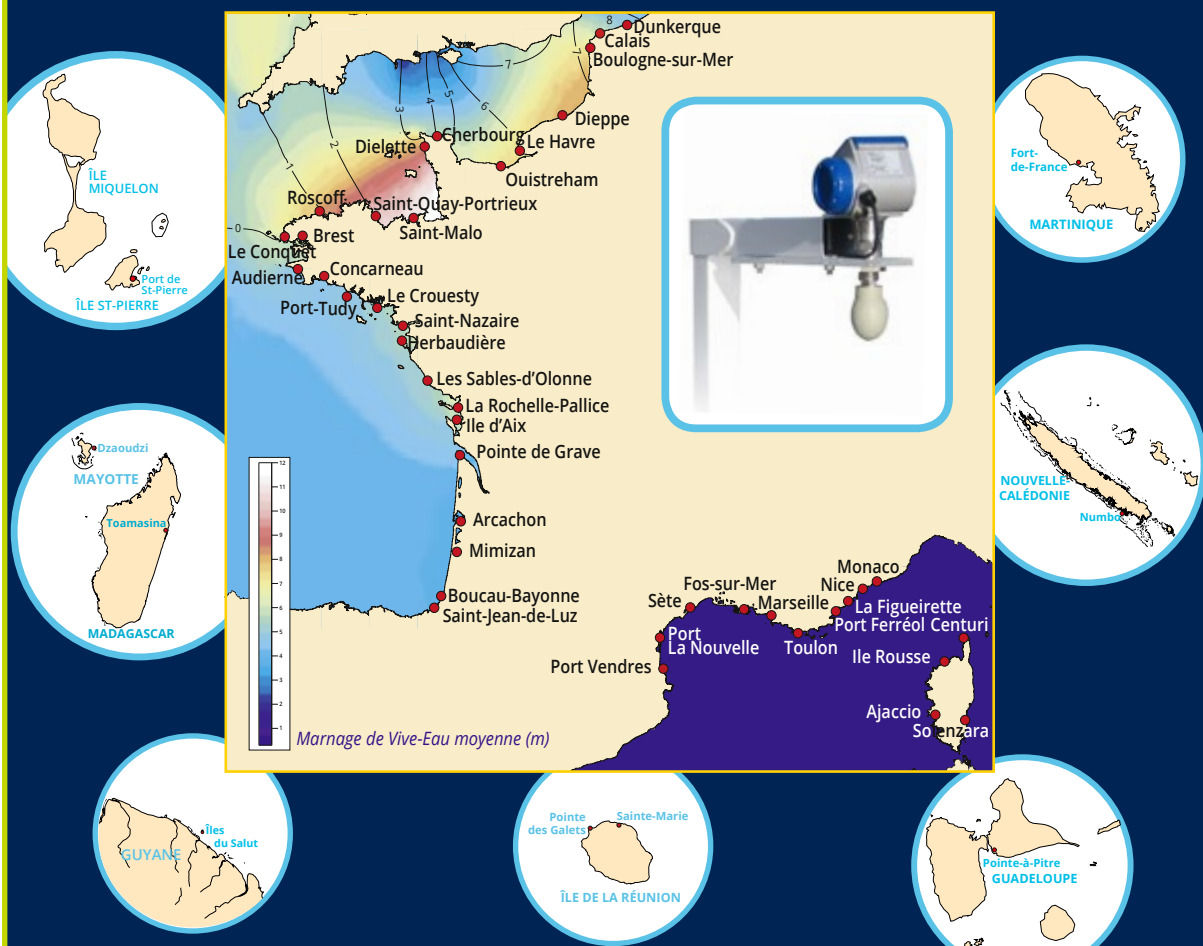 8
Dunkerque
Calais
Boulogne-sur-Mer
7
7
3
4
5
6
Dieppe
Cherbourg
Dielette
Le Havre
Ouistreham
1
2
Roscoff
Saint-Quay-Portrieux
Saint-Malo
0
Brest
Le Conquet
Audierne
Concarneau
Port-Tudy
Le Crouesty
Saint-Nazaire
Herbaudière
Les Sables-d’Olonne
La Rochelle-Pallice
Ile d’Aix
Pointe de Grave
Arcachon
Mimizan
Boucau-Bayonne
Saint-Jean-de-Luz
12
11
10
9
8
7
6
5
4
3
2
1
Marnage de Vive-Eau moyenne (m)
Monaco
Nice
Fos-sur-Mer
Sète
Marseille
La Figueirette
Port Ferréol
Centuri
Port
La Nouvelle
Toulon
Ile Rousse
Port Vendres
Ajaccio
Solenzara
ÎLE
MIQUELON
Port de
St-Pierre
ÎLE ST-PIERRE
Fort-
de-France
MARTINIQUE
Dzaoudzi
MAYOTTE
Toamasina
MADAGASCAR
NOUVELLE-
CALÉDONIE
Numbo
Îles
du Salut
GUYANE
Pointe
des Galets
Sainte-Marie
ÎLE DE LA RÉUNION
Pointe-à-Pitre
GUADELOUPE